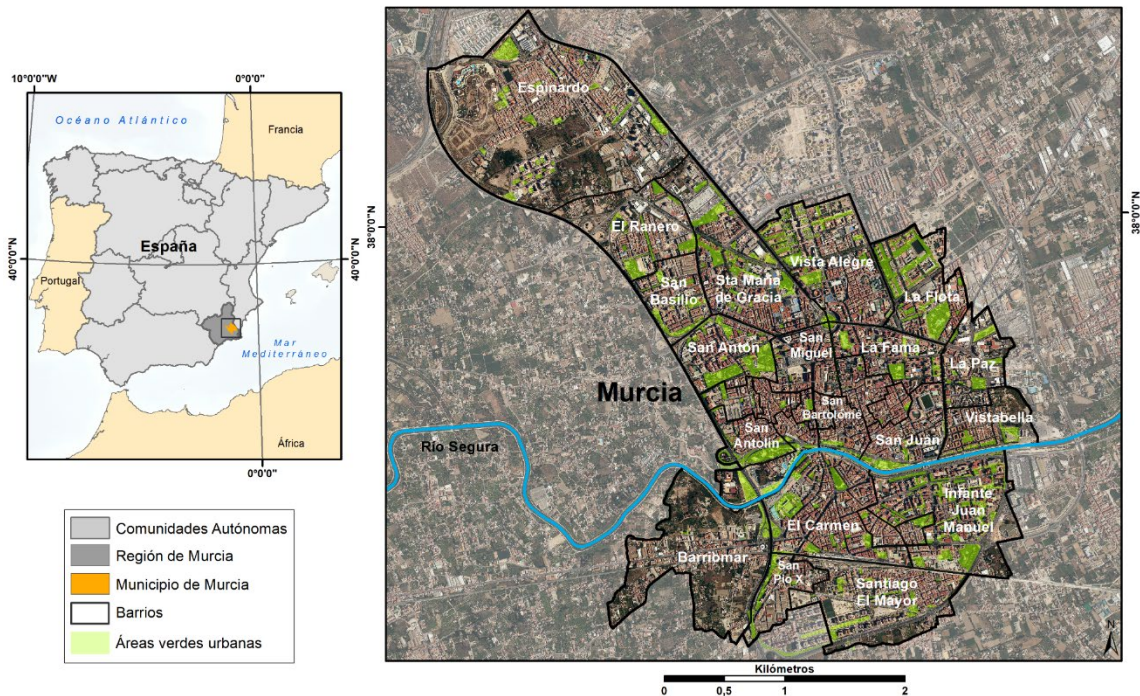 10°0'0"W
0°0'0"
Océano Atlántico
Francia
España
40°0'0"N
40°0'0"N
Portugal
Mar
Mediterráneo
África
0°0'0"
Comunidades Autónomas
Región de Murcia
Municipio de Murcia
Barrios
Áreas verdes urbanas
38°0'0"N
38°0'0"N
Espinardo
El Ranero
Vista Alegre
San
Basilio
Sta María
de Gracia
La Flota
San Antón
San
Miguel
La Fama
La Paz
Murcia
San
Bartolomé
Vistabella
San
Antolín
San Juan
Río Segura
Infante
Juan
Manuel
El Carmen
Barriomar
San
Pío X
Santiago
El Mayor
N
Kilómetros
0 0,5 1 2